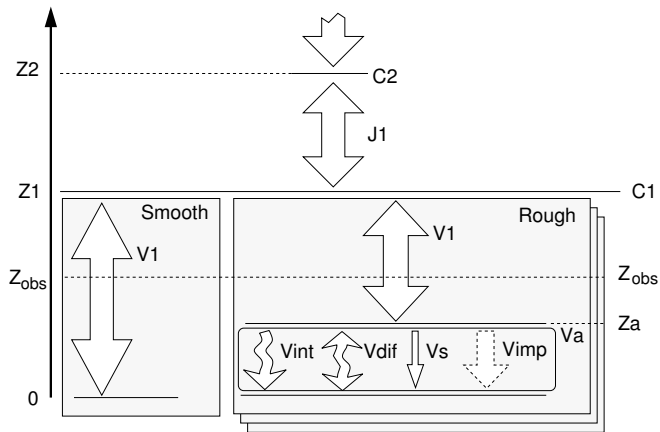 Z2
C2
J1
Z1
C1
Smooth
Rough
V1
V1
Zobs
Zobs
Za
Va
Vint
Vdif
Vs
Vimp
0